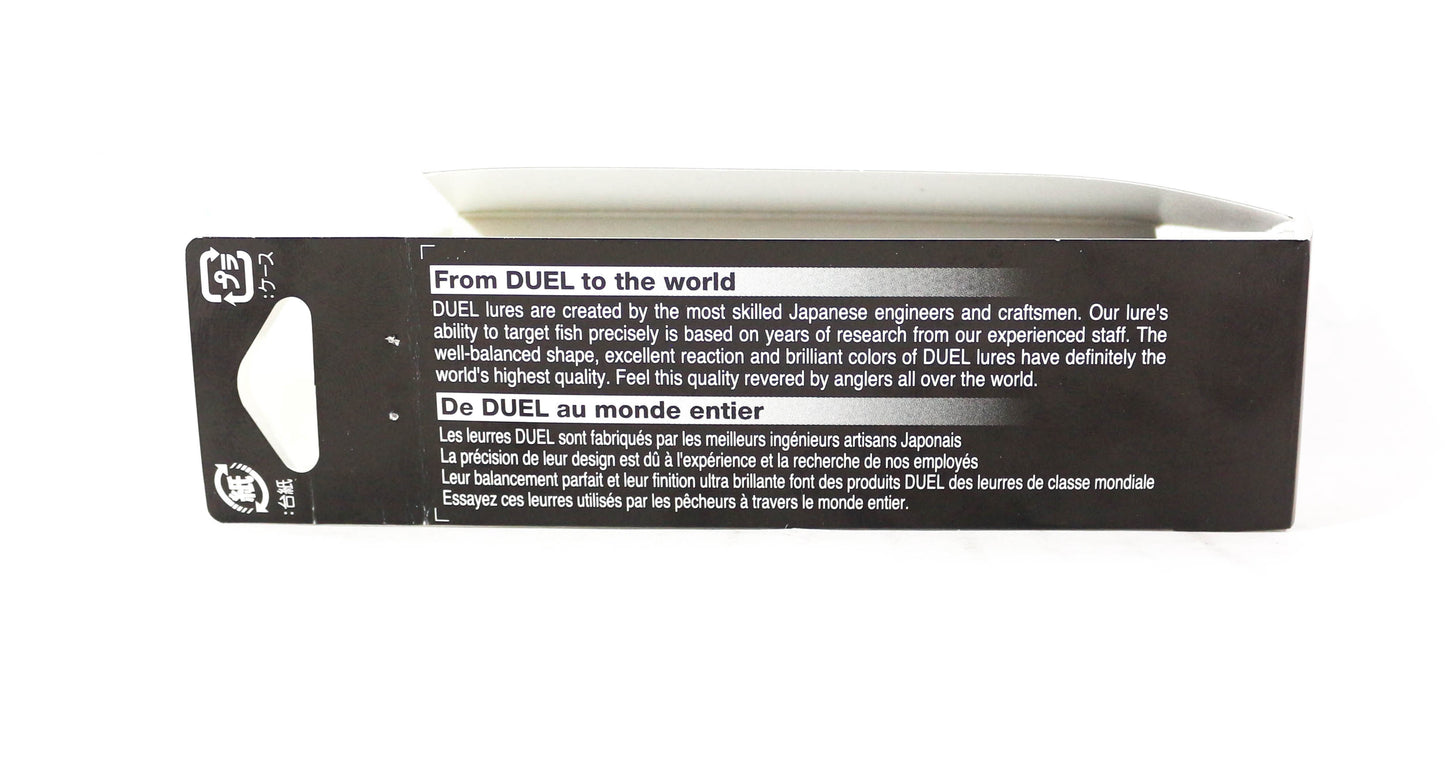 プラ
:ケース
紙
:台紙
From DUEL to the world
DUEL lures are created by the most skilled Japanese engineers and craftsmen. Our lure's
ability to target fish precisely is based on years of research from our experienced staff. The
well-balanced shape, excellent reaction and brilliant colors of DUEL lures have definitely the
world's highest quality. Feel this quality revered by anglers all over the world.
De DUEL au monde entier
Les leurres DUEL sont fabriqués par les meilleurs ingénieurs artisans Japonais
La précision de leur design est dû à l'expérience et la recherche de nos employés
Leur balancement parfait et leur finition ultra brillante font des produits DUEL des leurres de classe mondiale
Essayez ces leurres utilisés par les pêcheurs à travers le monde entier.